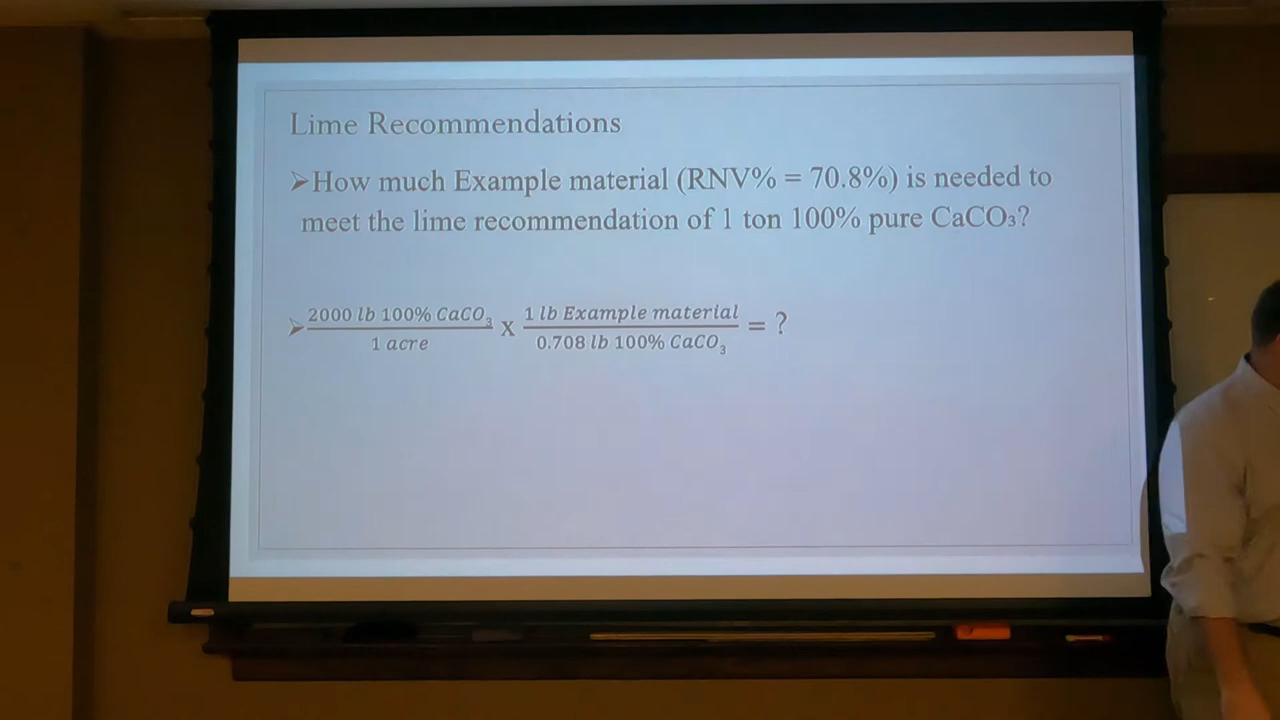 Lime Recommendations
➢How much Example material (RNV% = 70.8%) is needed to
meet the lime recommendation of 1 ton 100% pure CaCO₃?
➢2000 lb 100% CaCO₃ / 1 acre x 1 lb Example material / 0.708 lb 100% CaCO₃ = ?